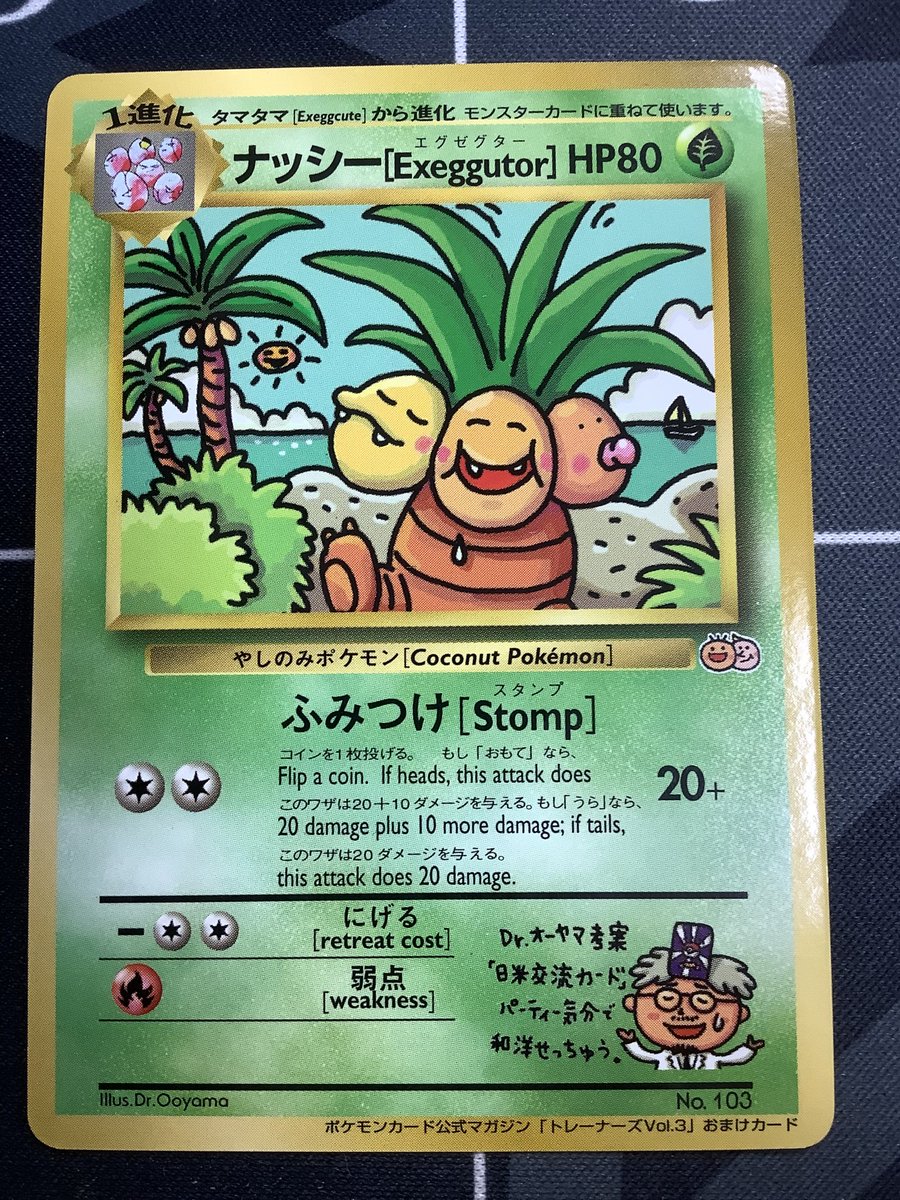 1進化
タマタマ[Exeggcute]から進化 モンスターカードに重ねて使います。
エグゼグター
ナッシー[Exeggutor] HP80
やしのみポケモン[Coconut Pokémon]
スタンプ
ふみつけ[Stomp]
コインを1枚投げる。 もし「おもて」なら、
Flip a coin. If heads, this attack does
20+
このワザは20+10ダメージを与える。もし「うら」なら、
20 damage plus 10 more damage; if tails,
このワザは20ダメージを与える。
this attack does 20 damage.
にげる
[retreat cost]
弱点
[weakness]
Dr.オーヤマ考案
「日米交流カード」
パーティー気分で
和洋せっちゅう。
Illus.Dr.Ooyama
No. 103
ポケモンカード公式マガジン「トレーナーズVol.3」おまけカード